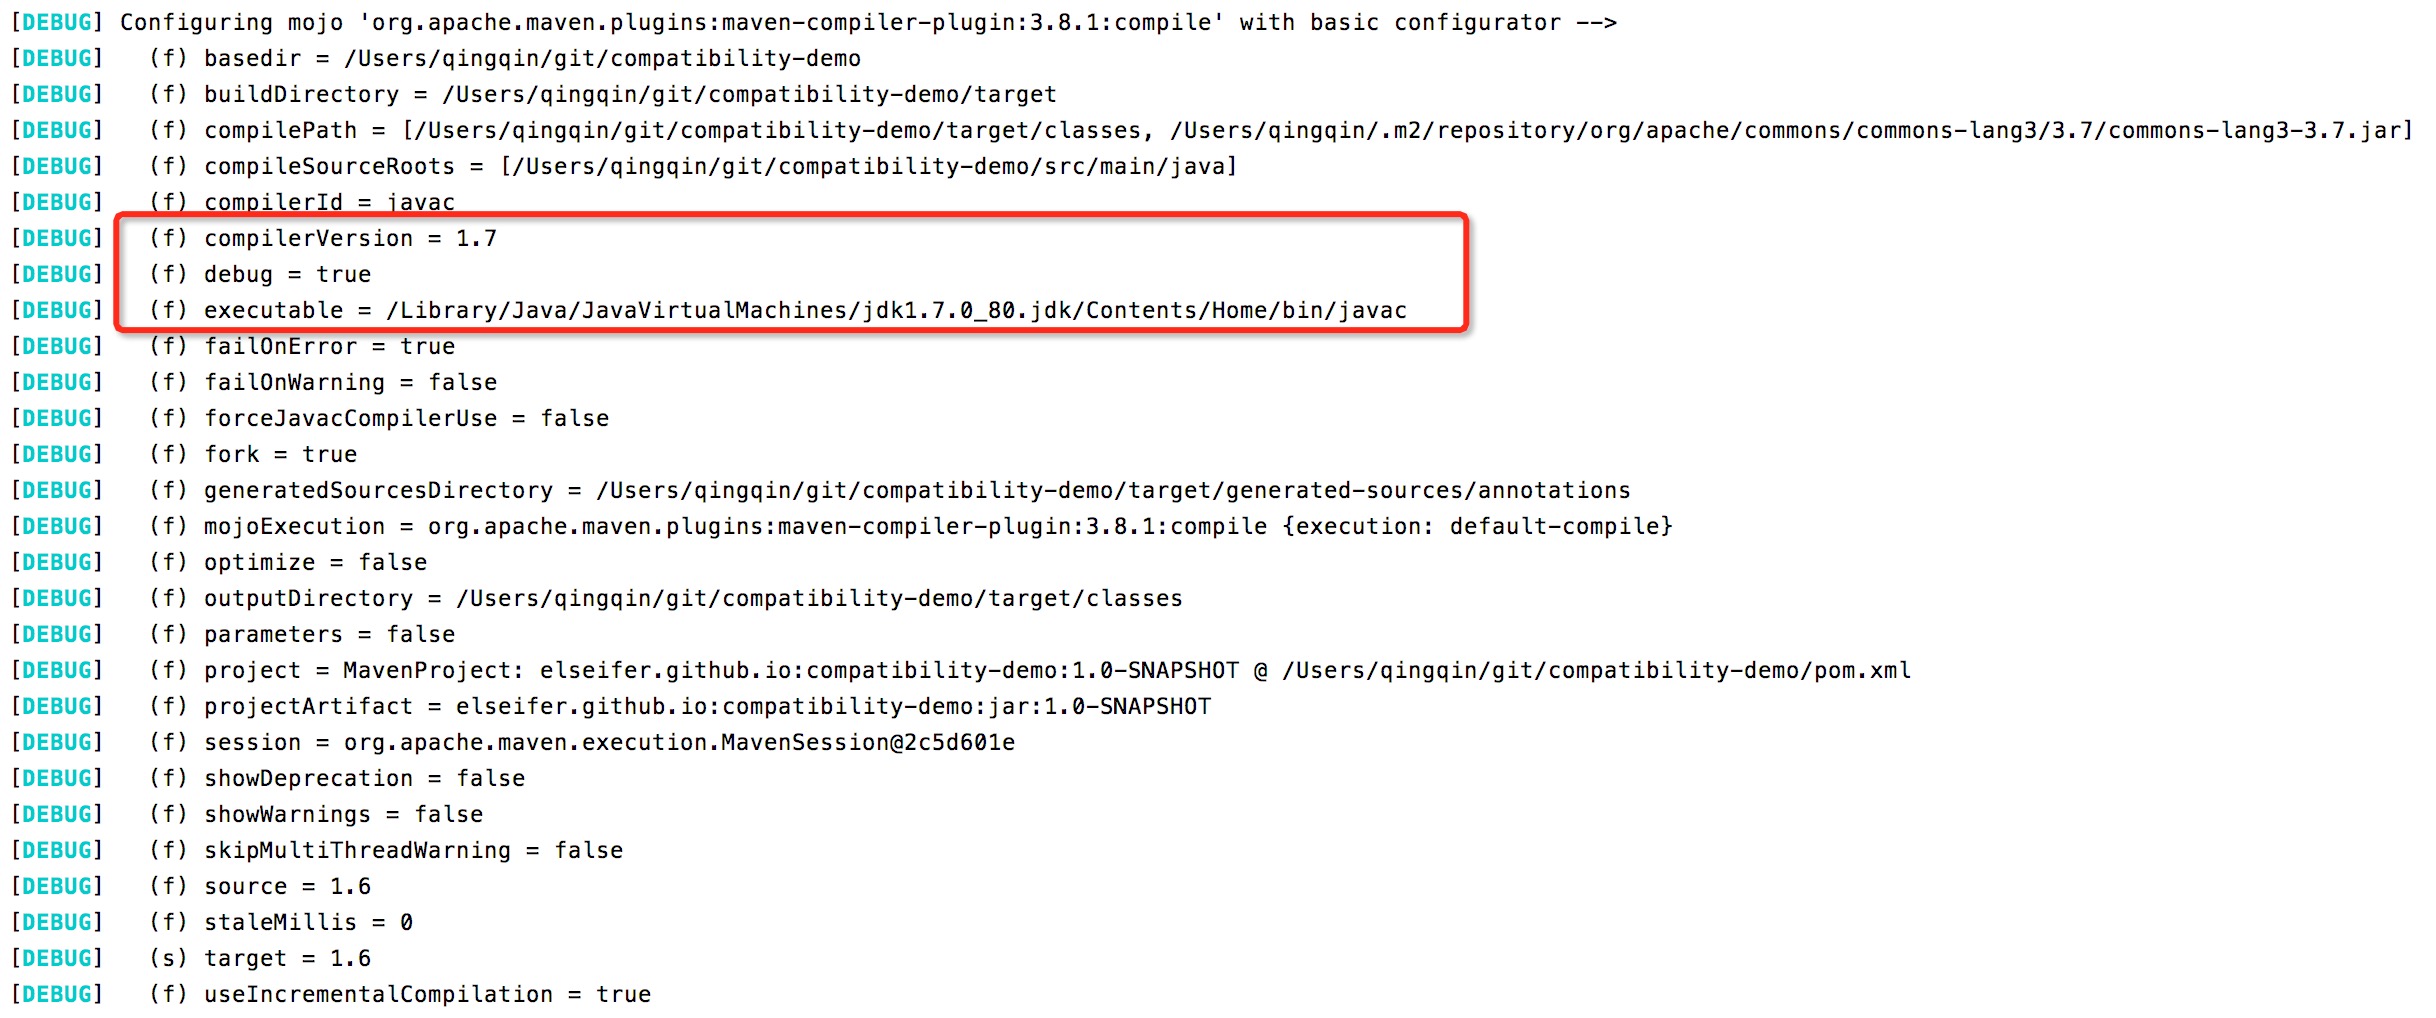 [DEBUG] Configuring mojo 'org.apache.maven.plugins:maven-compiler-plugin:3.8.1:compile' with basic configurator -->
[DEBUG]   (f) basedir = /Users/qingqin/git/compatibility-demo
[DEBUG]   (f) buildDirectory = /Users/qingqin/git/compatibility-demo/target
[DEBUG]   (f) compilePath = [/Users/qingqin/git/compatibility-demo/target/classes, /Users/qingqin/.m2/repository/org/apache/commons/commons-lang3/3.7/commons-lang3-3.7.jar]
[DEBUG]   (f) compileSourceRoots = [/Users/qingqin/git/compatibility-demo/src/main/java]
[DEBUG]   (f) compilerId = javac
[DEBUG]   (f) compilerVersion = 1.7
[DEBUG]   (f) debug = true
[DEBUG]   (f) executable = /Library/Java/JavaVirtualMachines/jdk1.7.0_80.jdk/Contents/Home/bin/javac
[DEBUG]   (f) failOnError = true
[DEBUG]   (f) failOnWarning = false
[DEBUG]   (f) forceJavacCompilerUse = false
[DEBUG]   (f) fork = true
[DEBUG]   (f) generatedSourcesDirectory = /Users/qingqin/git/compatibility-demo/target/generated-sources/annotations
[DEBUG]   (f) mojoExecution = org.apache.maven.plugins:maven-compiler-plugin:3.8.1:compile {execution: default-compile}
[DEBUG]   (f) optimize = false
[DEBUG]   (f) outputDirectory = /Users/qingqin/git/compatibility-demo/target/classes
[DEBUG]   (f) parameters = false
[DEBUG]   (f) project = MavenProject: elseifer.github.io:compatibility-demo:1.0-SNAPSHOT @ /Users/qingqin/git/compatibility-demo/pom.xml
[DEBUG]   (f) projectArtifact = elseifer.github.io:compatibility-demo:jar:1.0-SNAPSHOT
[DEBUG]   (f) session = org.apache.maven.execution.MavenSession@2c5d601e
[DEBUG]   (f) showDeprecation = false
[DEBUG]   (f) showWarnings = false
[DEBUG]   (f) skipMultiThreadWarning = false
[DEBUG]   (f) source = 1.6
[DEBUG]   (f) staleMillis = 0
[DEBUG]   (s) target = 1.6
[DEBUG]   (f) useIncrementalCompilation = true